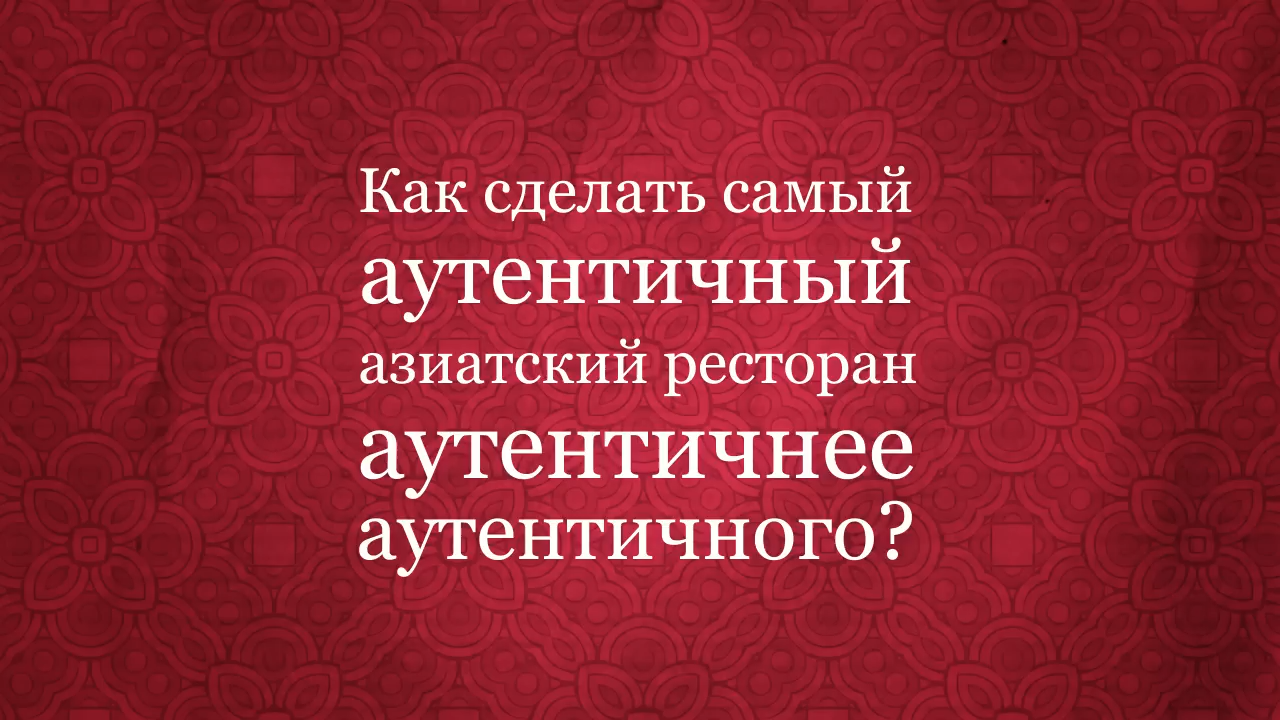 Как сделать самый
аутентичный
азиатский ресторан
аутентичнее
аутентичного?